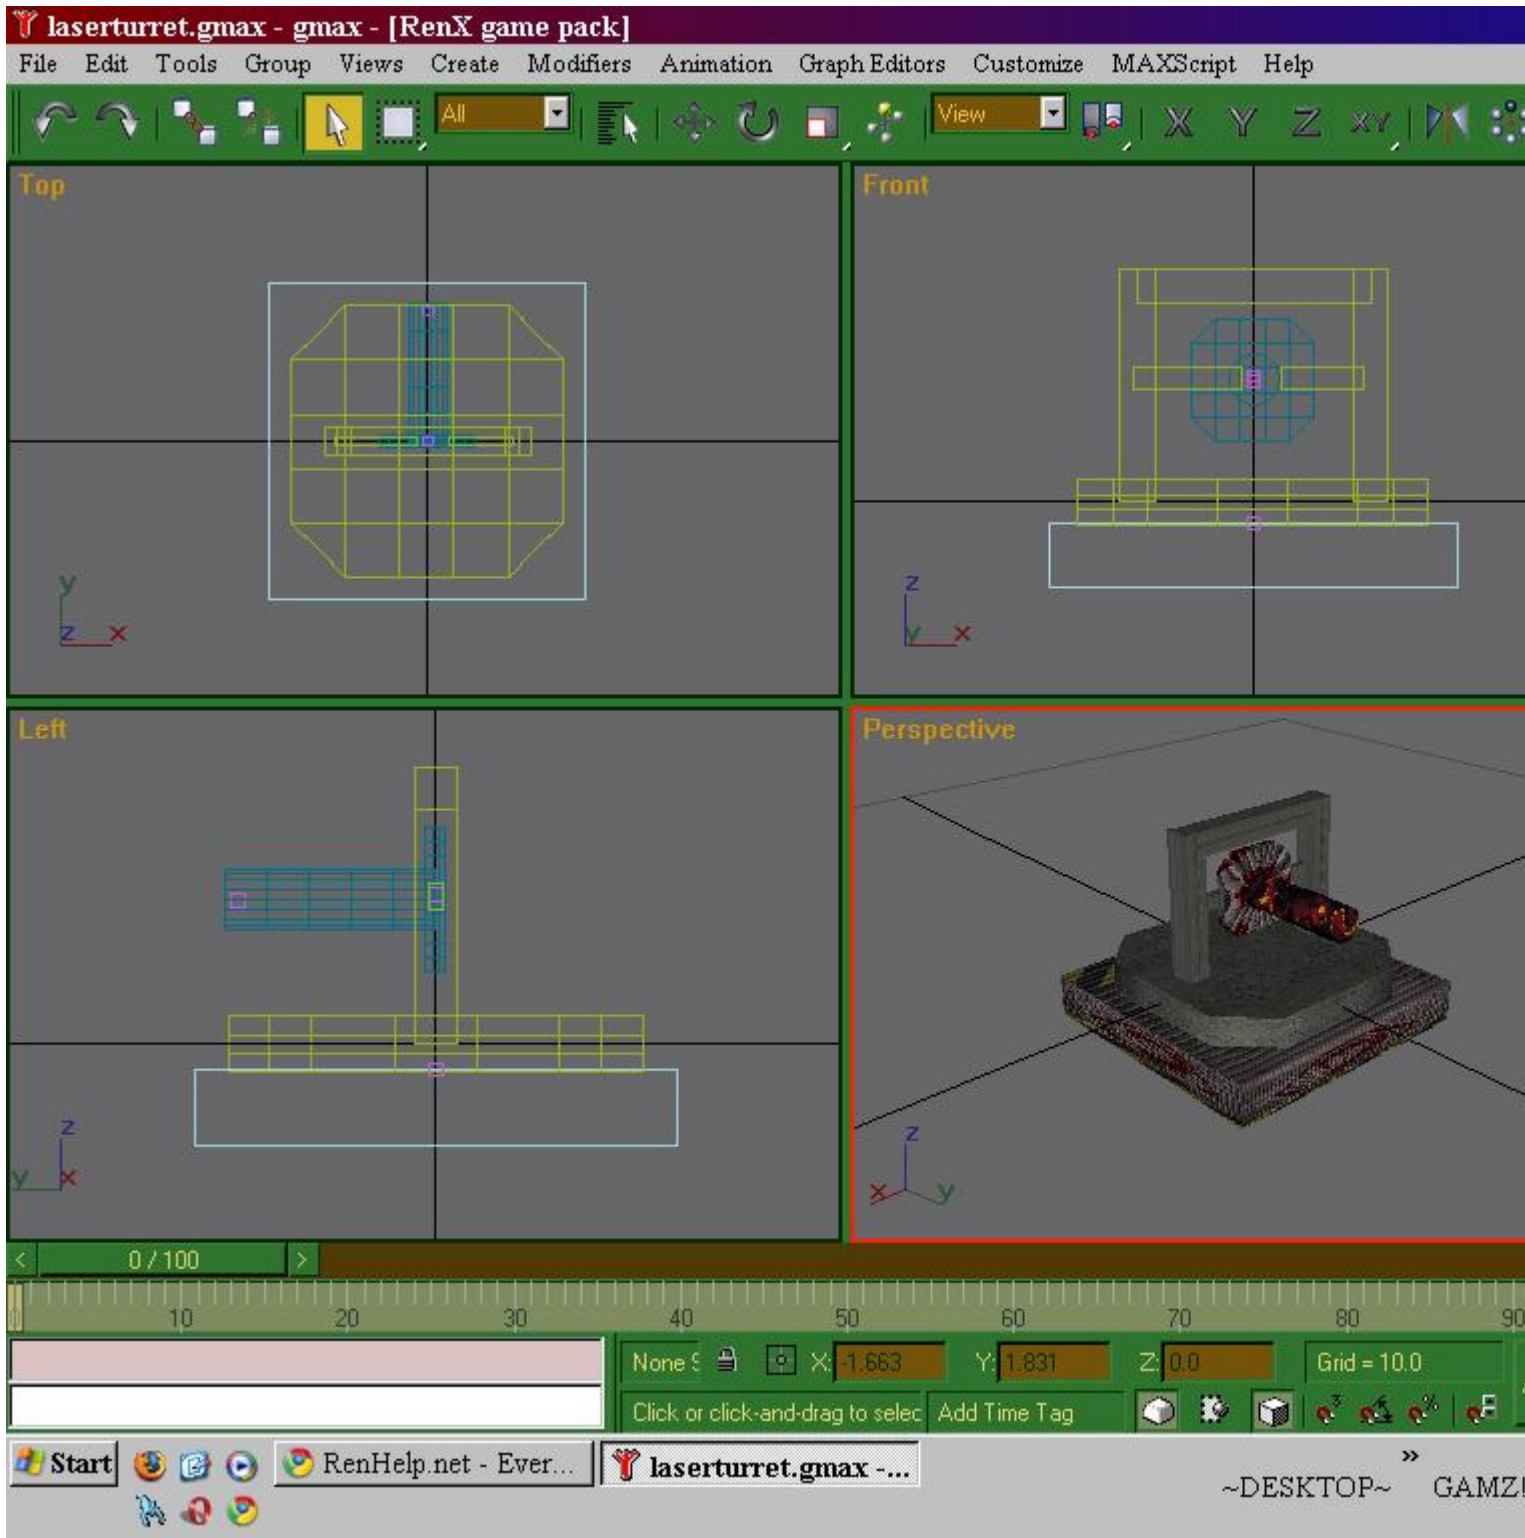 laserturret.gmax - gmax - [RenX game pack]
File Edit Tools Group Views Create Modifiers Animation Graph Editors Customize MAXScript Help
All View X Y Z XY
Top
Front
y
z x
z
y x
Left
Perspective
z
y x
z
x y
< 0 / 100 >
0 10 20 30 40 50 60 70 80 90
None S X: -1.663 Y: 1.831 Z: 0.0 Grid = 10.0
Click or click-and-drag to selec Add Time Tag 3 %
Start RenHelp.net - Ever... laserturret.gmax -... »
~DESKTOP~ GAMZ!